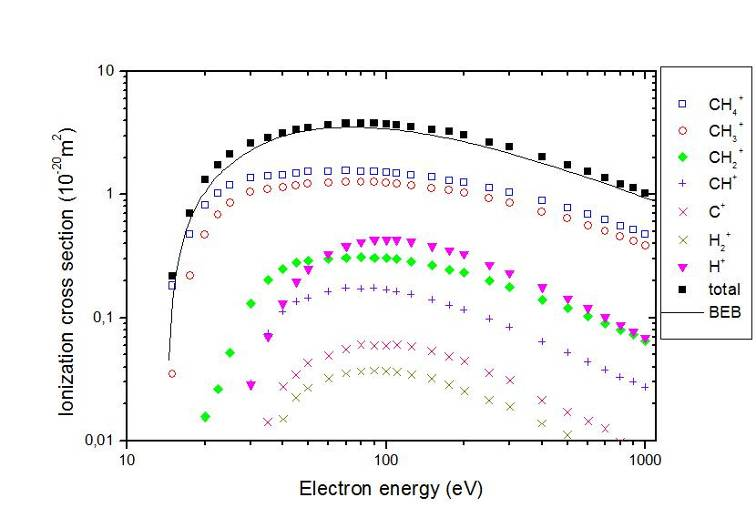 10
1
0,1
0,01
10
100
1000
Ionization cross section (10⁻²⁰m²)
Electron energy (eV)
CH₄⁺
CH₃⁺
CH₂⁺
CH⁺
C⁺
H₂⁺
H⁺
total
BEB